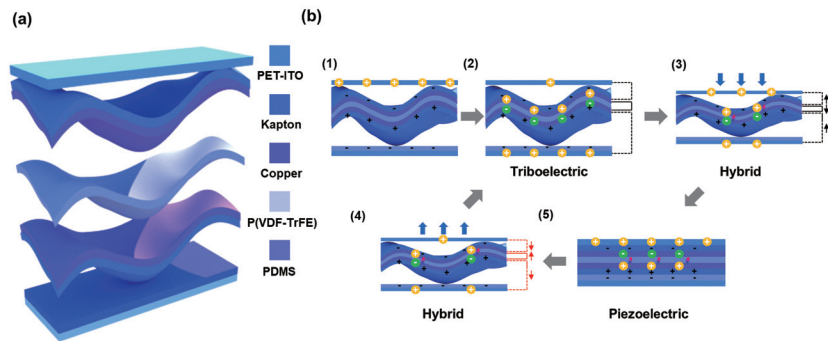 (a)
PET-ITO
Kapton
Copper
P(VDF-TrFE)
PDMS
(b)
(1)
(2)
(3)
Triboelectric
Hybrid
(4)
(5)
Hybrid
Piezoelectric